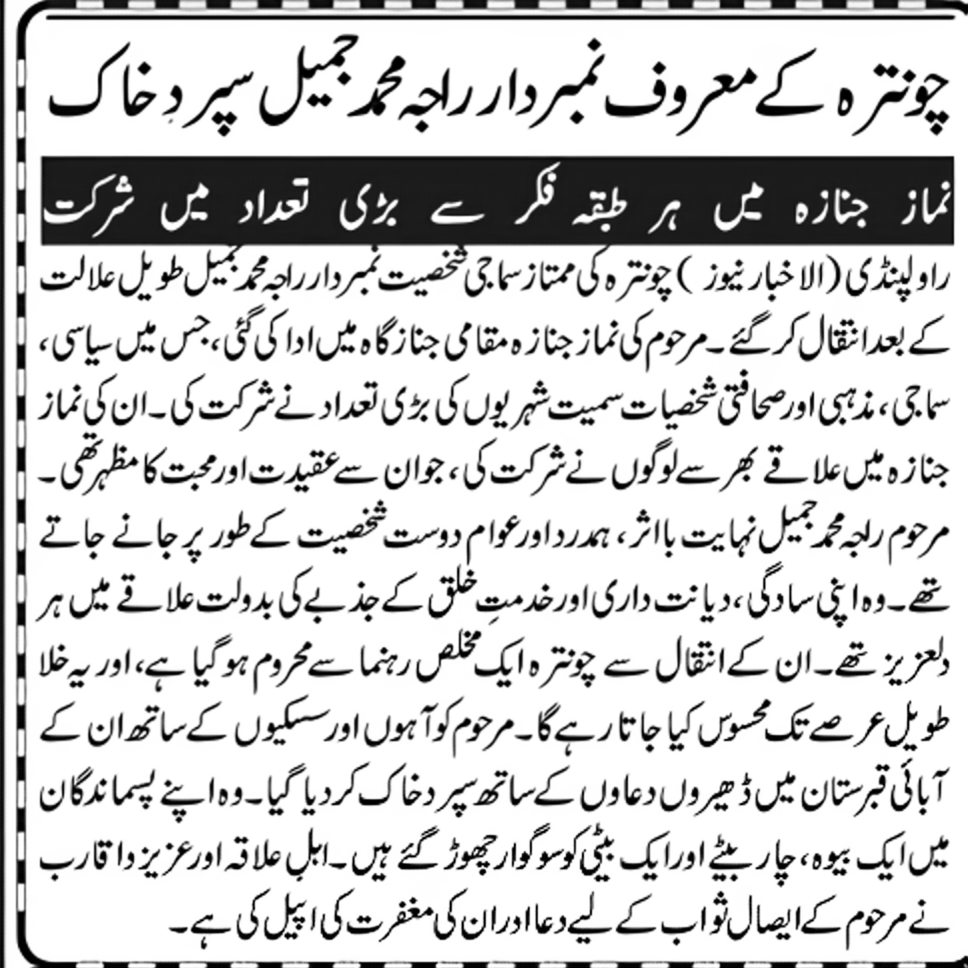 چونترہ کے معروف نمبردار راجہ محمد جمیل سپرد خاک
نماز جنازہ میں ہر طبقہ فکر سے بڑی تعداد میں شرکت
راولپنڈی (الاخبار نیوز ) چونترہ کی ممتاز سماجی شخصیت نمبردار راجہ محمد جمیل طویل علالت
کے بعد انتقال کر گئے ۔ مرحوم کی نماز جنازہ مقامی جنازگاہ میں ادا کی گئی، جس میں سیاسی،
سماجی، مذہبی اور صحافتی شخصیات سمیت شہریوں کی بڑی تعداد نے شرکت کی۔ ان کی نماز
جنازہ میں علاقے بھر سے لوگوں نے شرکت کی، جو ان سے عقیدت اور محبت کا مظہر تھی۔
مرحوم راجہ محمد جمیل نہایت بااثر، ہمدرد اور عوام دوست شخصیت کے طور پر جانے جاتے
تھے۔ وہ اپنی سادگی، دیانت داری اور خدمتِ خلق کے جذبے کی بدولت علاقے میں ہر
دلعزیز تھے۔ ان کے انتقال سے چونترہ ایک مخلص رہنما سے محروم ہو گیا ہے، اور یہ خلا
طویل عرصے تک محسوس کیا جاتا رہے گا۔ مرحوم کو آہوں اور سسکیوں کے ساتھ ان کے
آبائی قبرستان میں ڈھیروں دعاوں کے ساتھ سپرد خاک کر دیا گیا۔ وہ اپنے پسماندگان
میں ایک بیوہ، چار بیٹے اور ایک بیٹی کو سوگوار چھوڑ گئے ہیں۔ اہلِ علاقہ اور عزیز واقارب
نے مرحوم کے ایصال ثواب کے لیے دعا اور ان کی مغفرت کی اپیل کی ہے۔